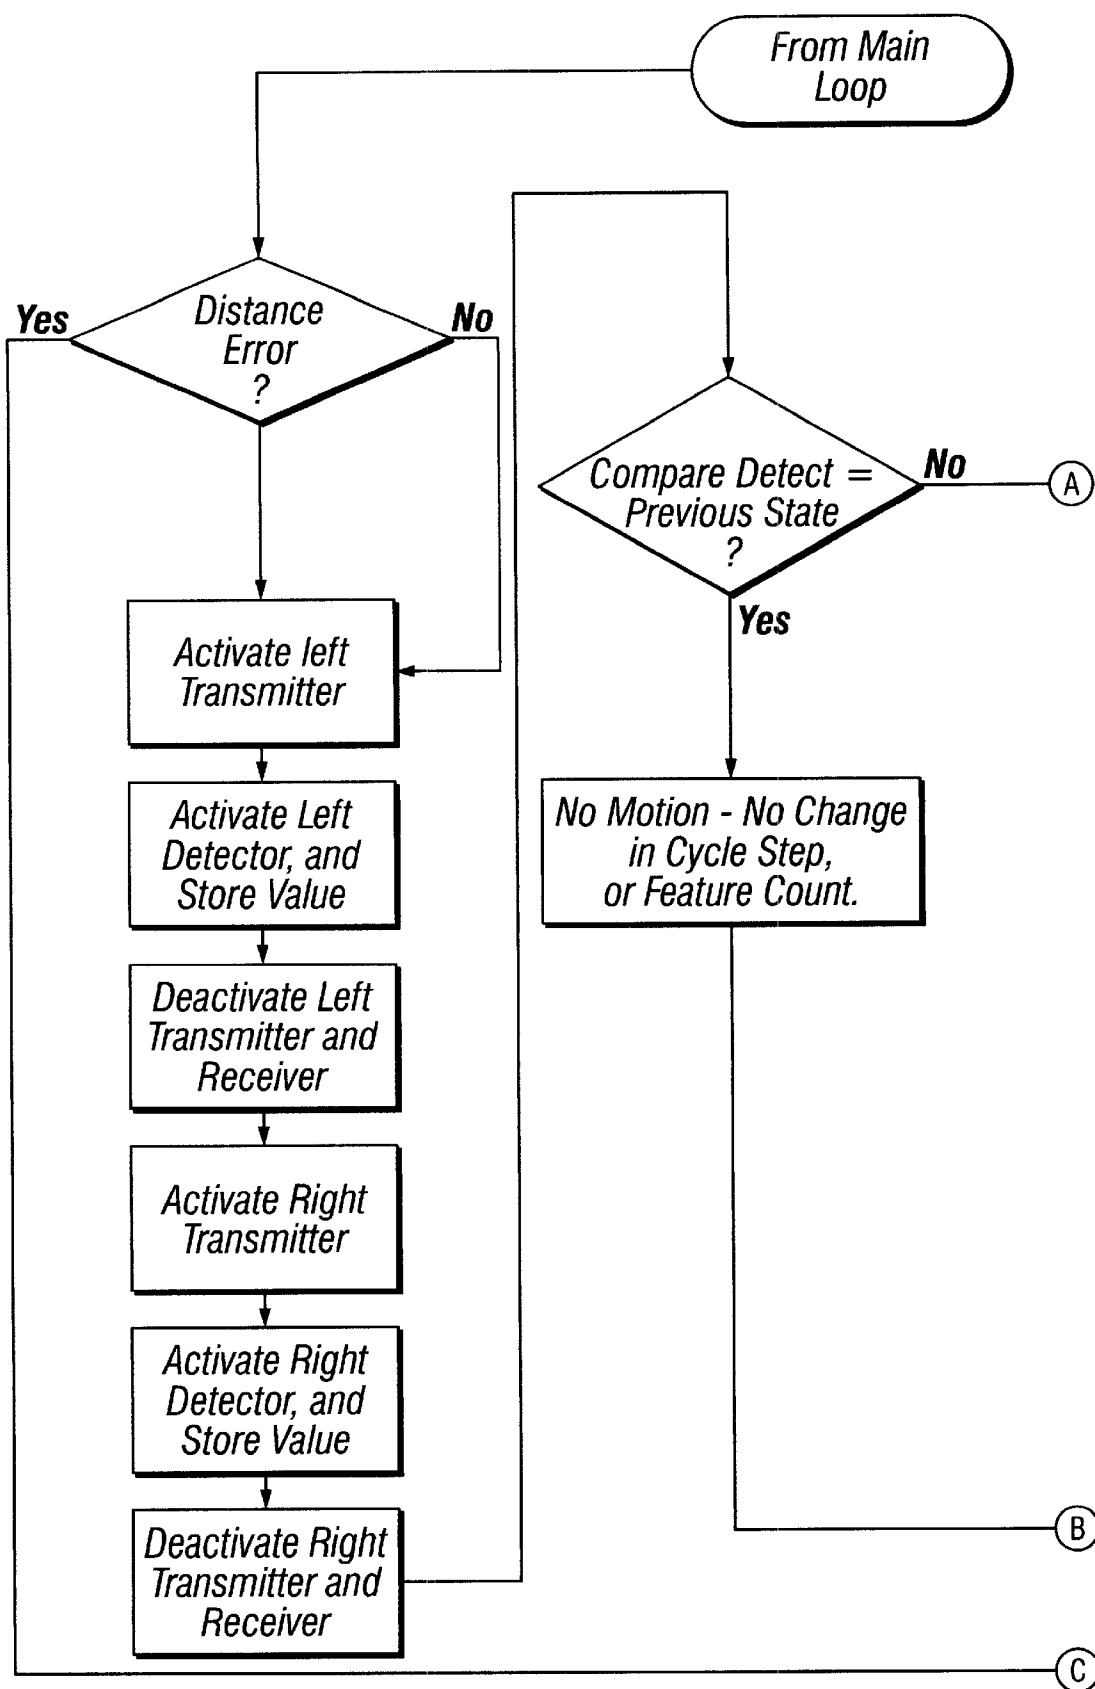 From Main
Loop
Yes
Distance
Error
?
No
Activate left
Transmitter
Activate Left
Detector, and
Store Value
Deactivate Left
Transmitter and
Receiver
Activate Right
Transmitter
Activate Right
Detector, and
Store Value
Deactivate Right
Transmitter and
Receiver
Compare Detect =
Previous State
?
No
A
Yes
No Motion - No Change
in Cycle Step,
or Feature Count.
B
C